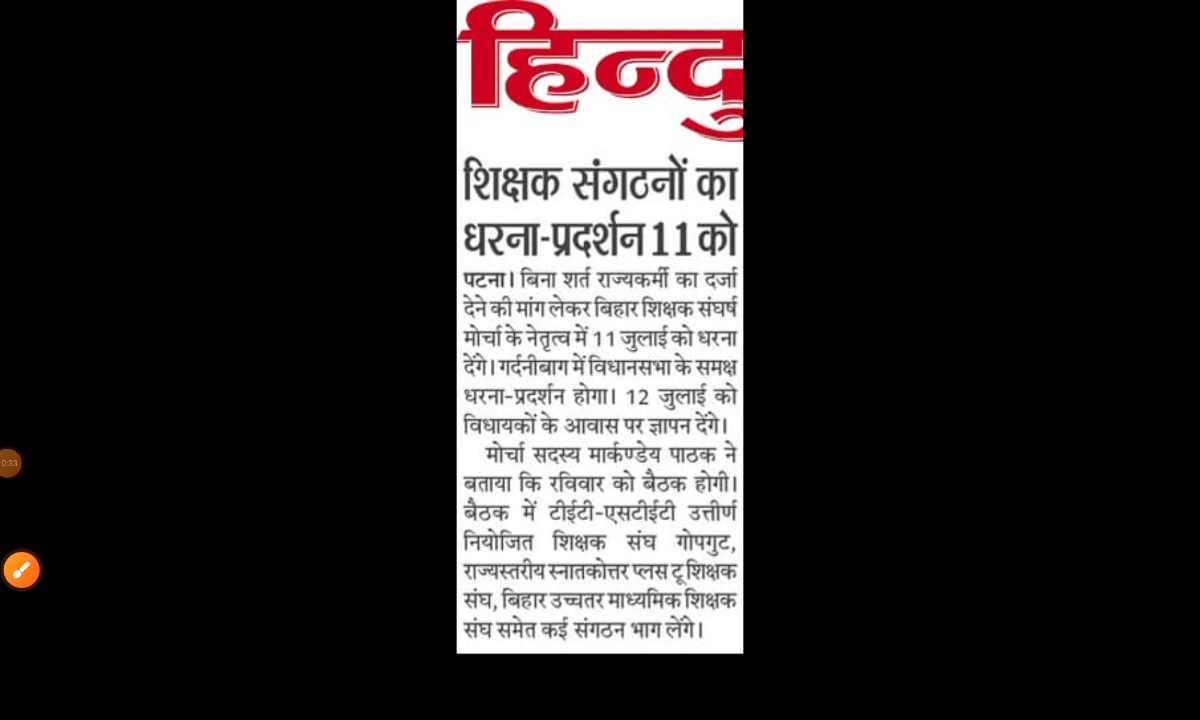 हिन्दु
शिक्षक संगठनों का
धरना-प्रदर्शन 11 को
पटना। बिना शर्त राज्यकर्मी का दर्जा
देने की मांग लेकर बिहार शिक्षक संघर्ष
मोर्चा के नेतृत्व में 11 जुलाई को धरना
देंगे। गर्दनीबाग में विधानसभा के समक्ष
धरना-प्रदर्शन होगा। 12 जुलाई को
विधायकों के आवास पर ज्ञापन देंगे।
मोर्चा सदस्य मार्कण्डेय पाठक ने
बताया कि रविवार को बैठक होगी।
बैठक में टीईटी-एसटीईटी उत्तीर्ण
नियोजित शिक्षक संघ गोपगुट,
राज्यस्तरीय स्नातकोत्तर प्लस टू शिक्षक
संघ, बिहार उच्चतर माध्यमिक शिक्षक
संघ समेत कई संगठन भाग लेंगे।
0:33